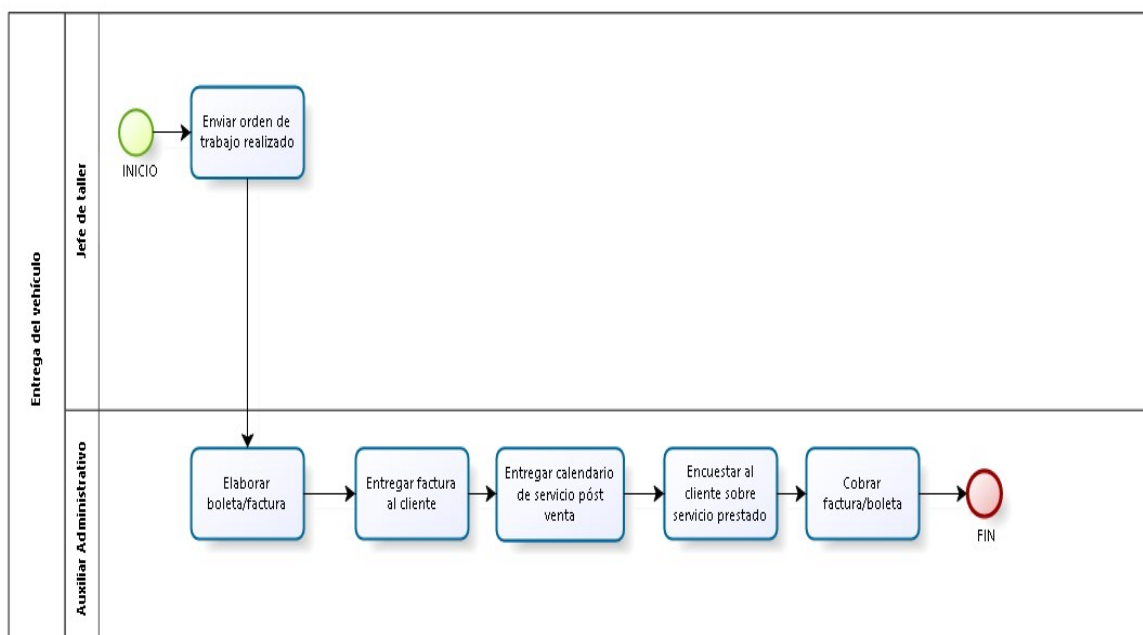 Entrega del vehículo
Jefe de taller
INICIO
Enviar orden de
trabajo realizado
Auxiliar Administrativo
Elaborar
boleta/factura
Entregar factura
al cliente
Entregar calendario
de servicio póst
venta
Encuestar al
cliente sobre
servicio prestado
Cobrar
factura/boleta
FIN